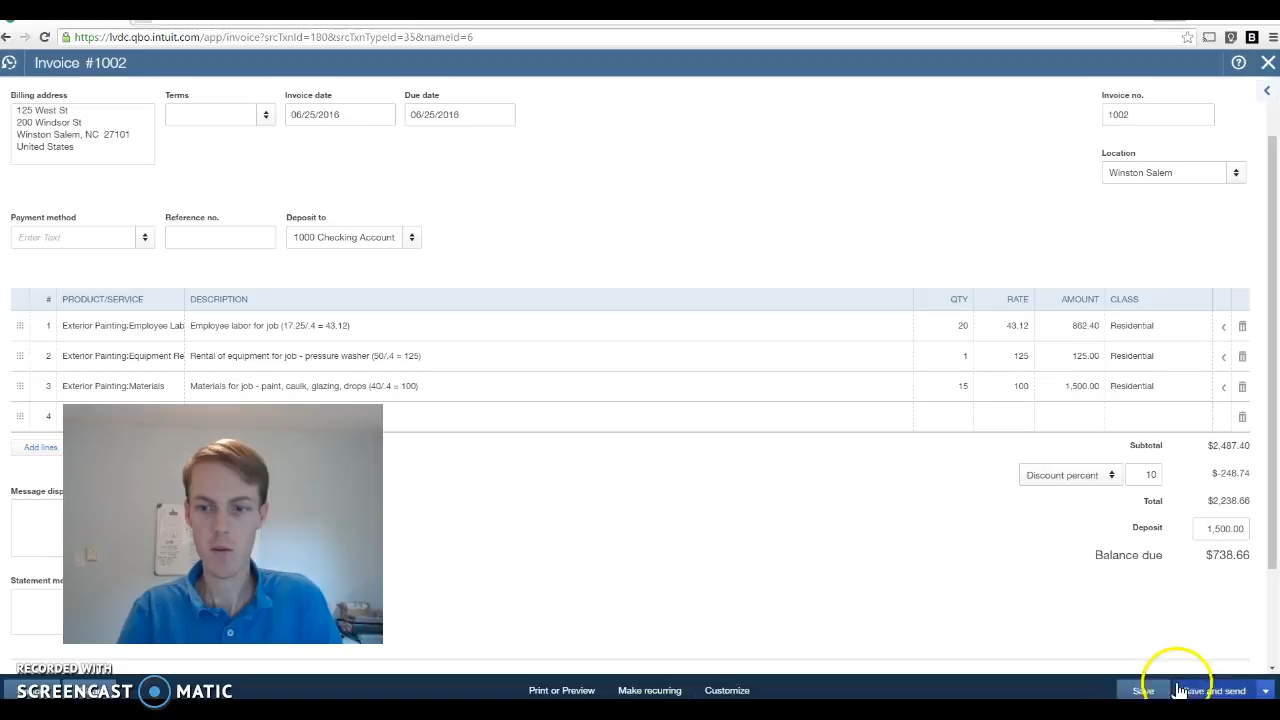 https://lvdc.qbo.intuit.com/app/invoice?srcTxnId=180&srcTxnTypeId=35&nameId=6
Invoice #1002
Billing address
Terms
Invoice date
Due date
Invoice no.
125 West St
200 Windsor St
Winston Salem, NC 27101
United States
06/25/2016
06/25/2016
1002
Location
Winston Salem
Payment method
Reference no.
Deposit to
Enter Text
1000 Checking Account
# PRODUCT/SERVICE DESCRIPTION QTY RATE AMOUNT CLASS
1 Exterior Painting:Employee Lab Employee labor for job (17.25/.4 = 43.12) 20 43.12 862.40 Residential
2 Exterior Painting:Equipment Re Rental of equipment for job - pressure washer (50/.4 = 125) 1 125 125.00 Residential
3 Exterior Painting:Materials Materials for job - paint, caulk, glazing, drops (40/.4 = 100) 15 100 1,500.00 Residential
4
Add lines
Subtotal $2,487.40
Discount percent 10 $-248.74
Message disp
Total $2,238.66
Deposit 1,500.00
Balance due $738.66
Statement me
RECORDED WITH
SCREENCAST MATIC
Print or Preview
Make recurring
Customize
Save
ave and send